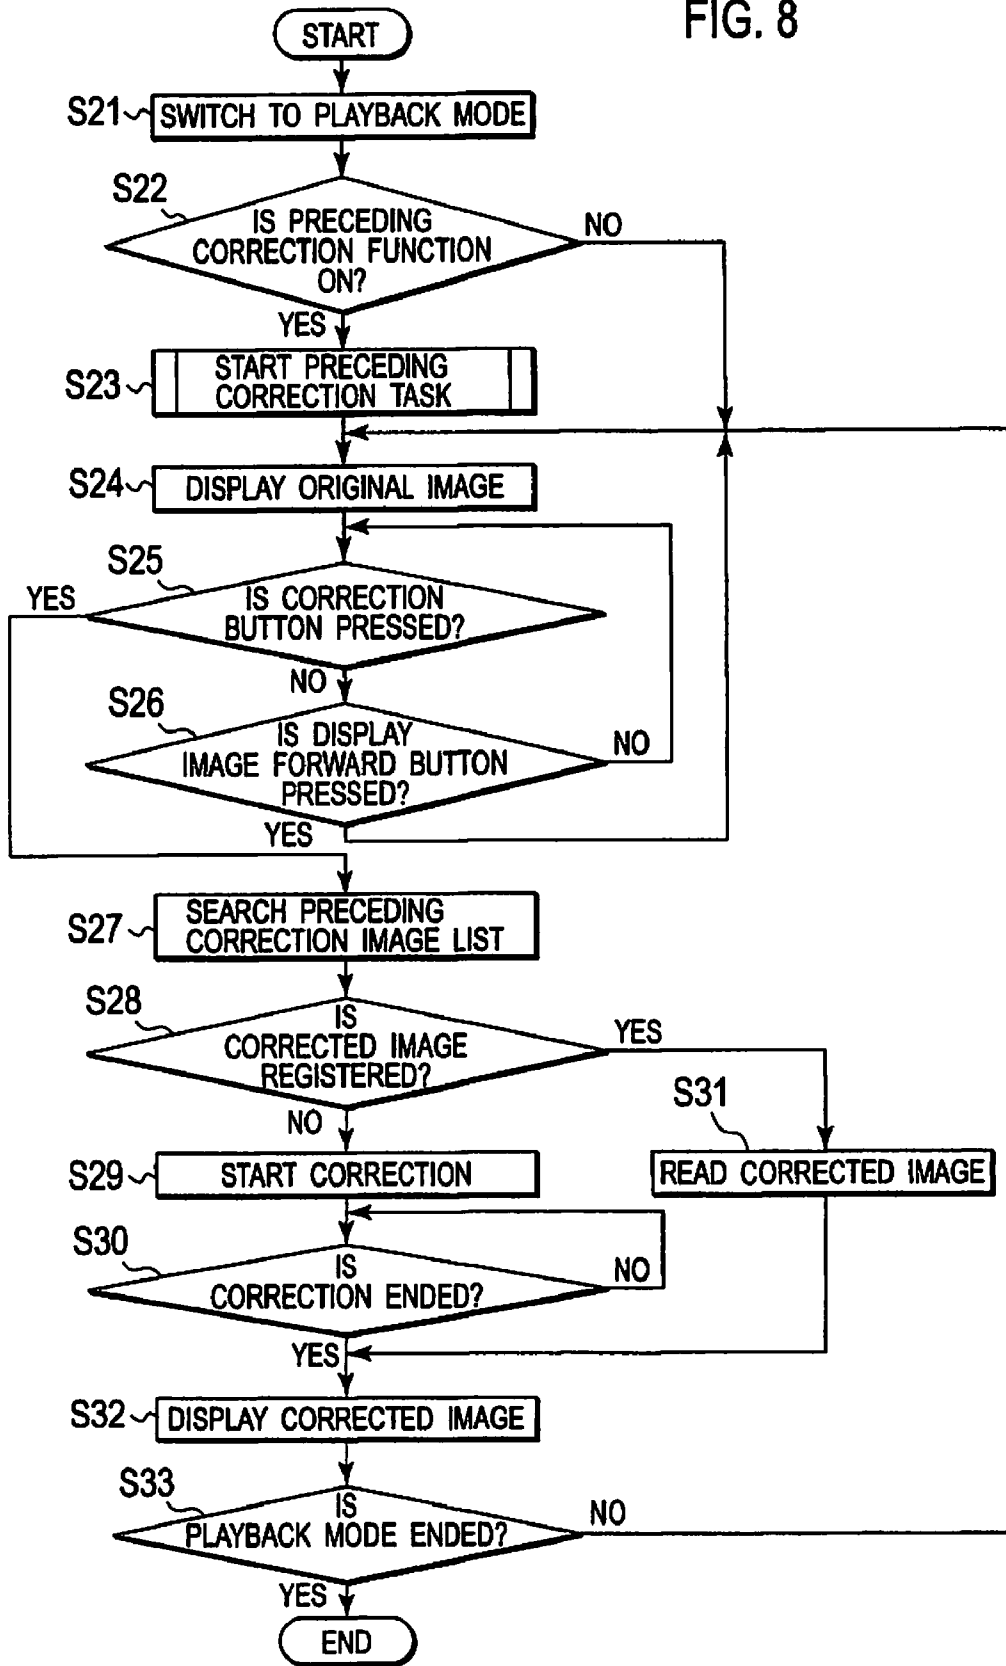 FIG. 8
START
S21
SWITCH TO PLAYBACK MODE
S22
IS PRECEDING
CORRECTION FUNCTION
ON?
NO
YES
S23
START PRECEDING
CORRECTION TASK
S24
DISPLAY ORIGINAL IMAGE
S25
YES
IS CORRECTION
BUTTON PRESSED?
NO
S26
IS DISPLAY
IMAGE FORWARD BUTTON
PRESSED?
NO
YES
S27
SEARCH PRECEDING
CORRECTION IMAGE LIST
S28
IS
CORRECTED IMAGE
REGISTERED?
YES
NO
S31
READ CORRECTED IMAGE
S29
START CORRECTION
S30
IS
CORRECTION ENDED?
NO
YES
S32
DISPLAY CORRECTED IMAGE
S33
IS
PLAYBACK MODE ENDED?
NO
YES
END